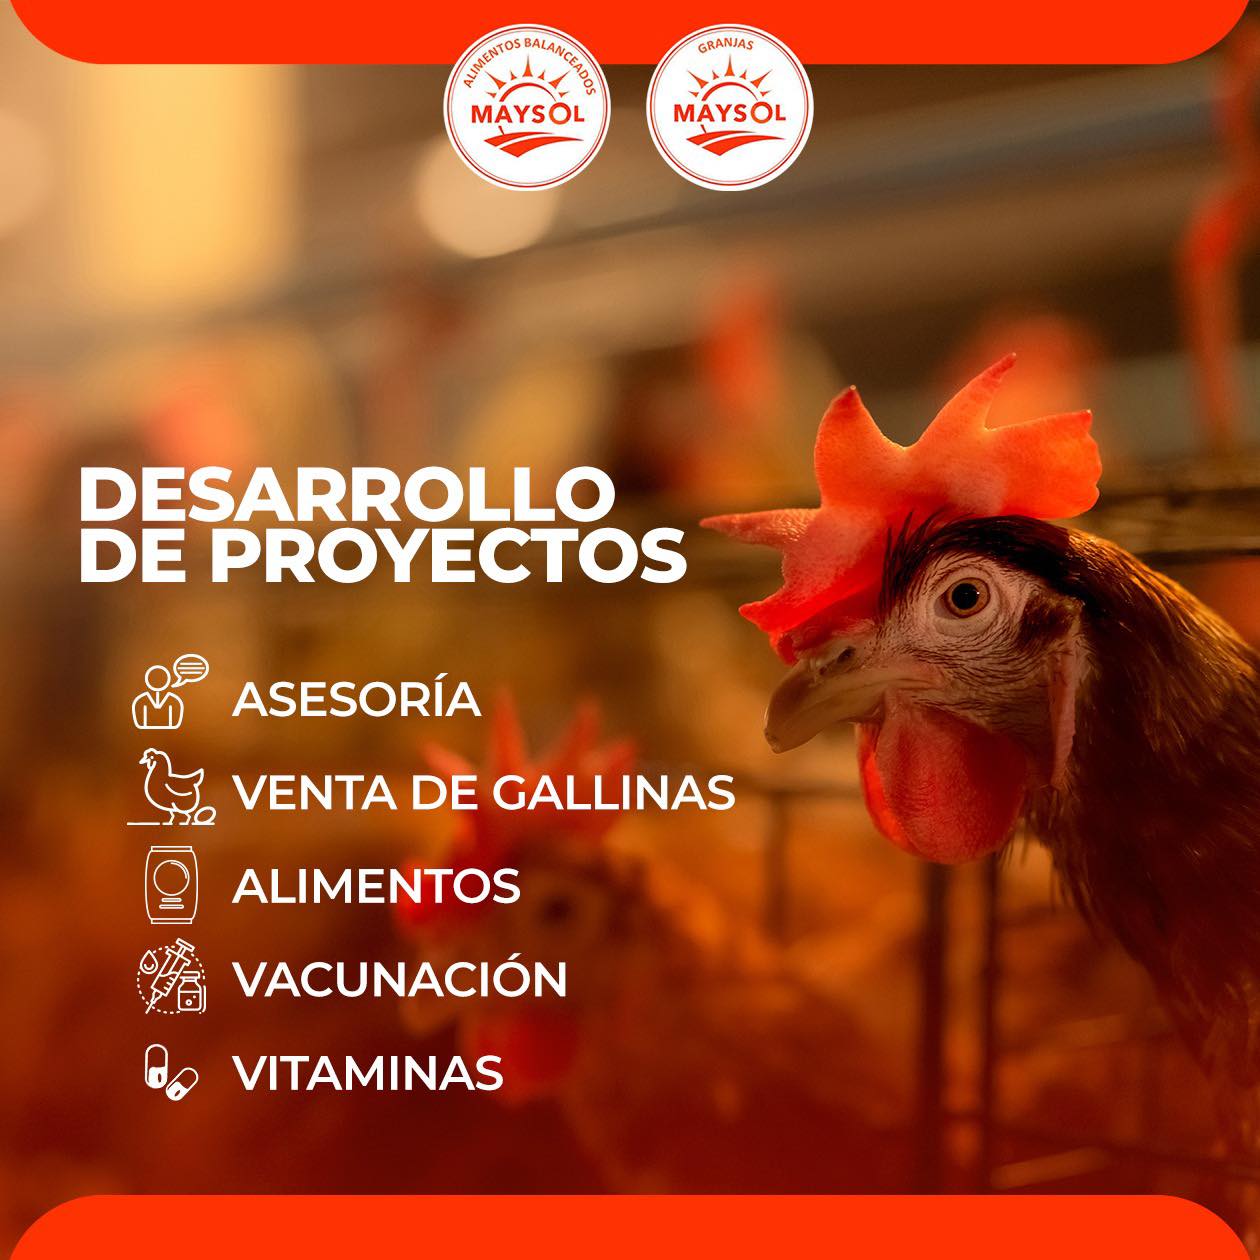 ALIMENTOS BALANCEADOS
MAYSOL
GRANJAS
MAYSOL
DESARROLLO
DE PROYECTOS
ASESORÍA
VENTA DE GALLINAS
ALIMENTOS
VACUNACIÓN
VITAMINAS